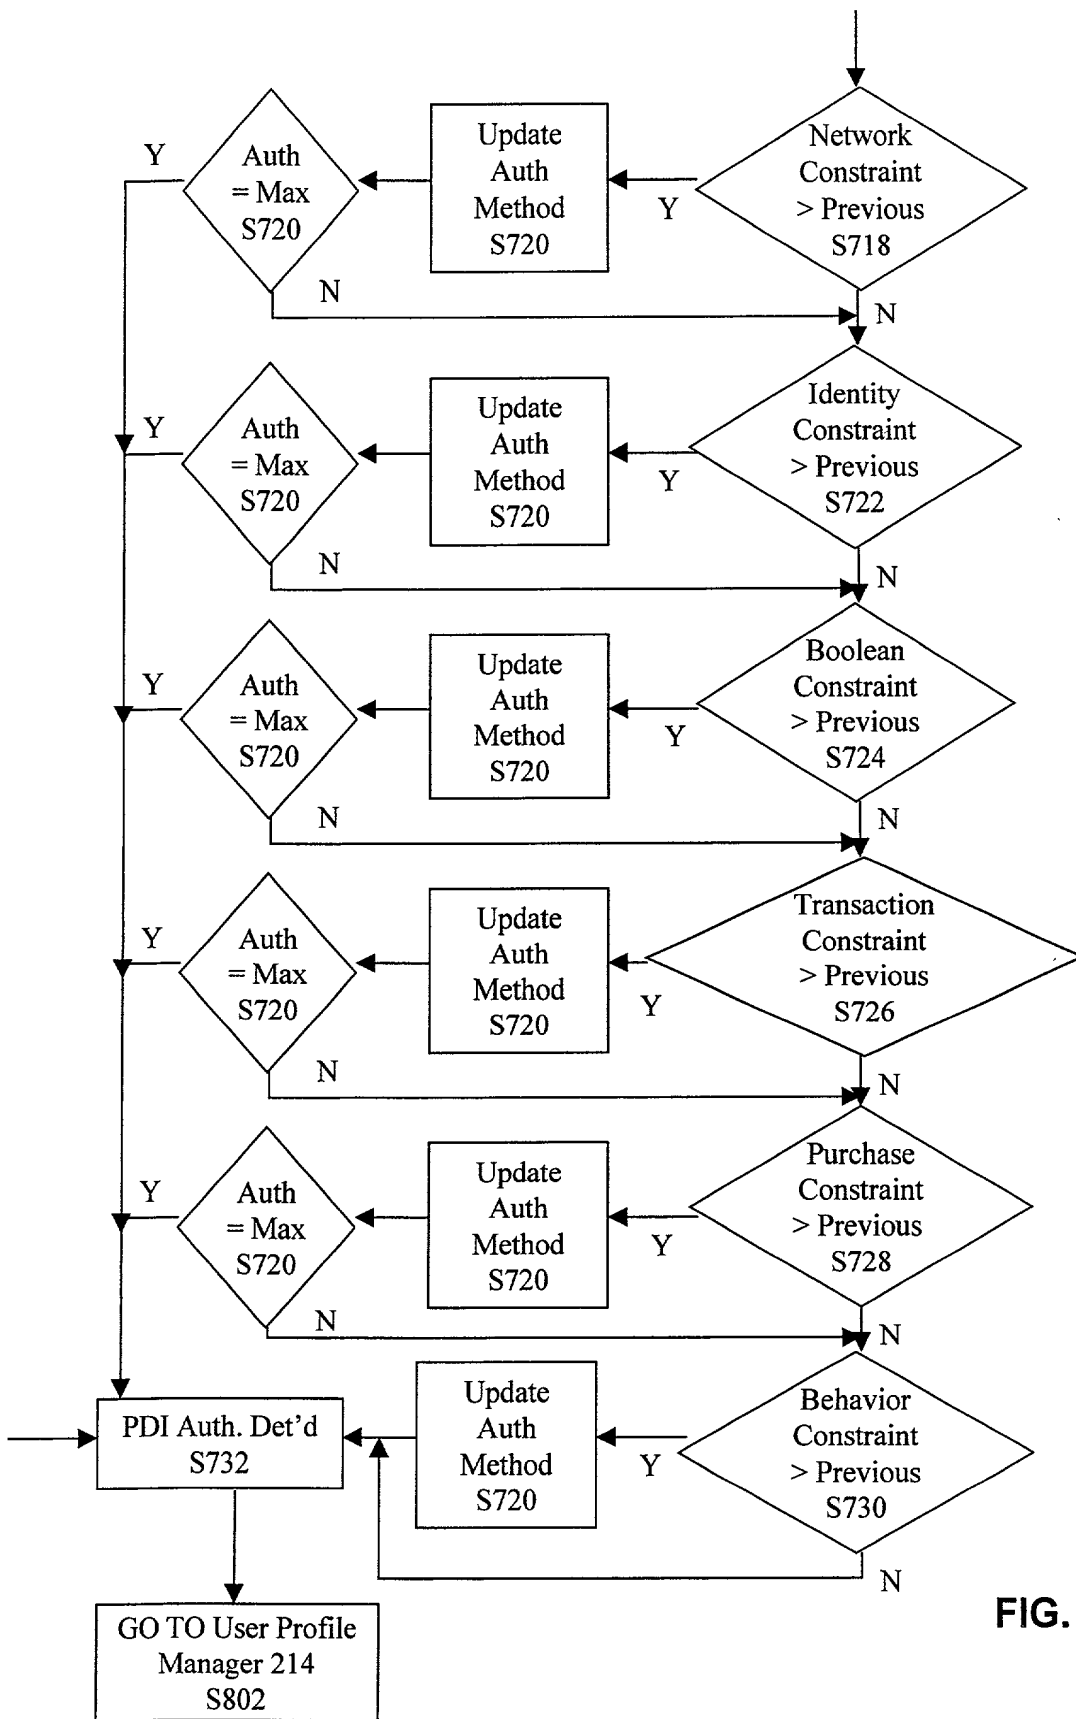 Y
Auth
= Max
S720
N
Update
Auth
Method
S720
Y
Network
Constraint
> Previous
S718
N
Y
Auth
= Max
S720
N
Update
Auth
Method
S720
Y
Identity
Constraint
> Previous
S722
N
Y
Auth
= Max
S720
N
Update
Auth
Method
S720
Y
Boolean
Constraint
> Previous
S724
N
Y
Auth
= Max
S720
N
Update
Auth
Method
S720
Y
Transaction
Constraint
> Previous
S726
N
Y
Auth
= Max
S720
N
Update
Auth
Method
S720
Y
Purchase
Constraint
> Previous
S728
N
PDI Auth. Det'd
S732
Update
Auth
Method
S720
Y
Behavior
Constraint
> Previous
S730
N
GO TO User Profile
Manager 214
S802
FIG.